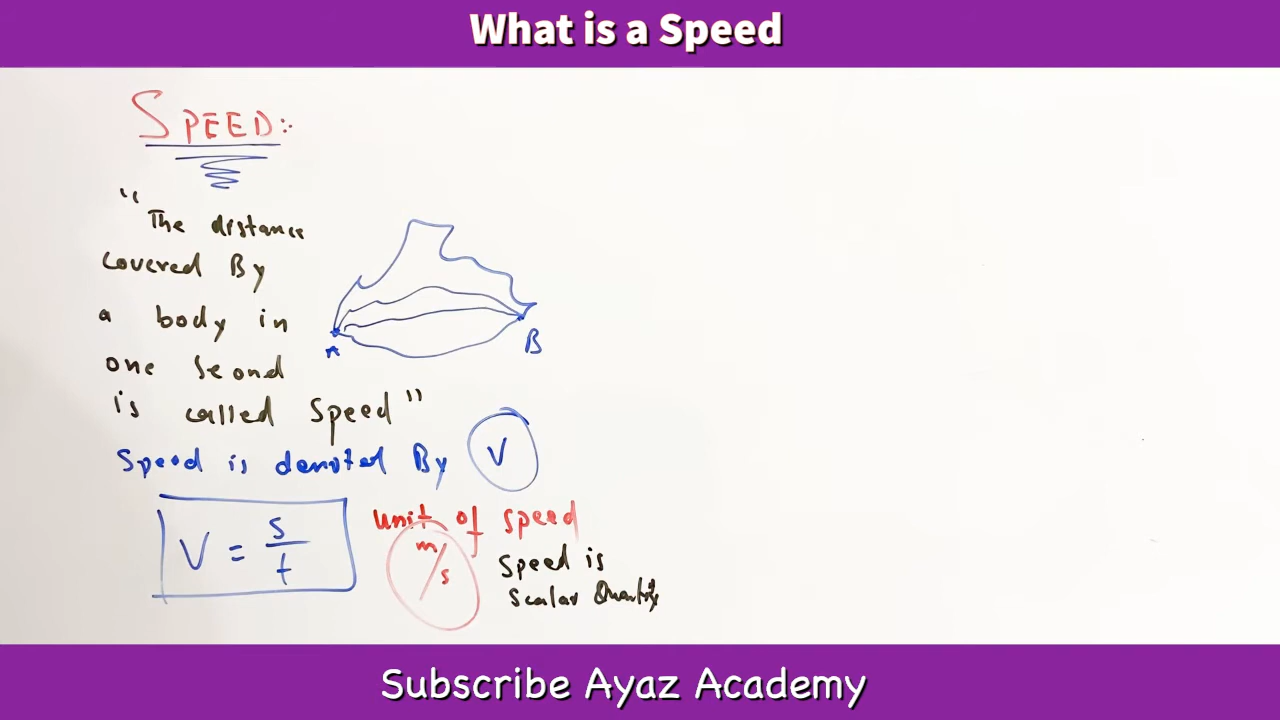 What is a Speed
SPEED:
"The distance
covered By
a body in
one Seond
is called Speed"
A
B
Speed is denoted By V
V = s/t
unit of speed
m/s
Speed is
Scalar Quantity
Subscribe Ayaz Academy